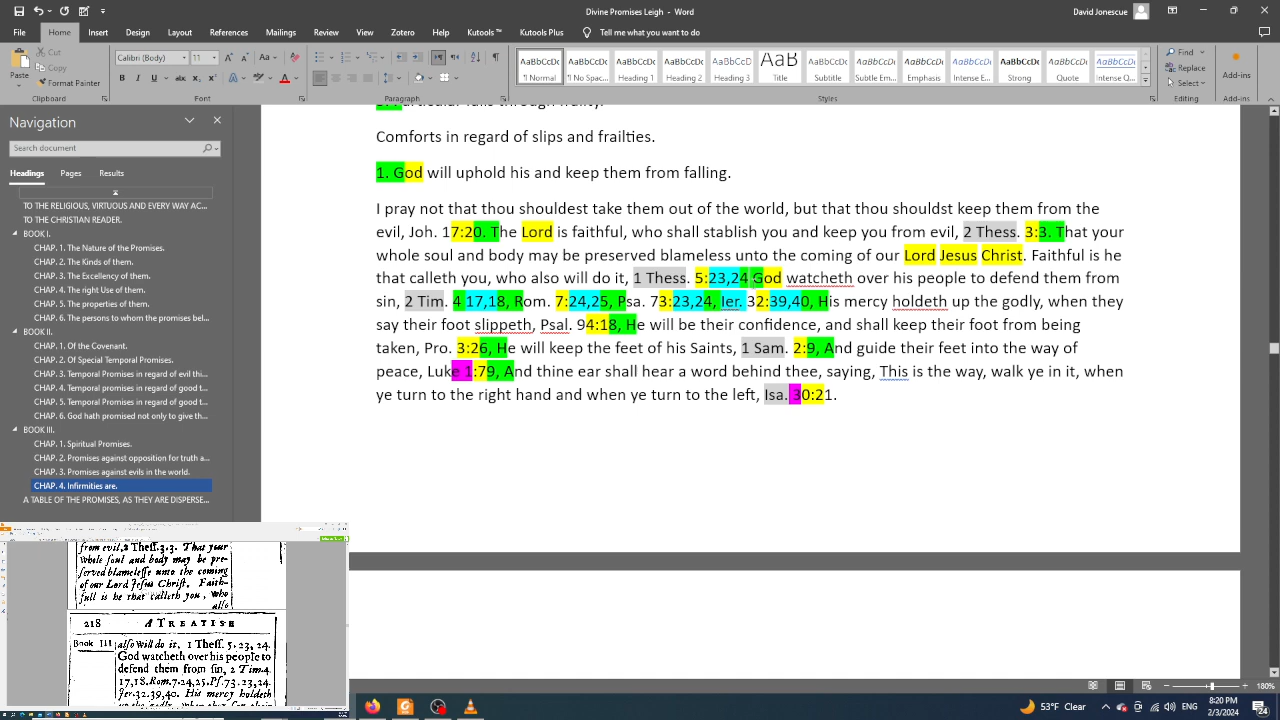 Divine Promises Leigh - Word
David Jonescue
File Home Insert Design Layout References Mailings Review View Zotero Help Kutools ™ Kutools Plus Tell me what you want to do
Paste
Cut
Copy
Format Painter
Calibri (Body) 11
AaBbCcDc AaBbCcDc AaBbCc AaBbCcC AaBbCcD AaB AaBbCcD AaBbCcDc AaBbCcDc AaBbCcDc AaBbCcDc AaBbCcDc AaBbCcDc
¶ Normal ¶ No Spac... Heading 1 Heading 2 Heading 3 Title Subtitle Subtle Em... Emphasis Intense E... Strong Quote Intense Q...
Find
Replace
Select
Add-ins
Clipboard Font Paragraph Styles Editing Add-ins
Navigation
Search document
Headings Pages Results
TO THE RELIGIOUS, VIRTUOUS AND EVERY WAY AC...
TO THE CHRISTIAN READER.
BOOK I.
CHAP. 1. The Nature of the Promises.
CHAP. 2. The Kinds of them.
CHAP. 3. The Excellency of them.
CHAP. 4. The right Use of them.
CHAP. 5. The properties of them.
CHAP. 6. The persons to whom the promises bel...
BOOK II.
CHAP. 1. Of the Covenant.
CHAP. 2. Of Special Temporal Promises.
CHAP. 3. Temporal Promises in regard of evil thi...
CHAP. 4. Temporal promises in regard of good t...
CHAP. 5. Temporal Promises in regard of good t...
CHAP. 6. God hath promised not only to give th...
BOOK III.
CHAP. 1. Spiritual Promises.
CHAP. 2. Promises against opposition for truth a...
CHAP. 3. Promises against evils in the world.
CHAP. 4. Infirmities are.
A TABLE OF THE PROMISES, AS THEY ARE DISPERSE...
Comforts in regard of slips and frailties.
1. God will uphold his and keep them from falling.
I pray not that thou shouldest take them out of the world, but that thou shouldst keep them from the
evil, Joh. 17:20. The Lord is faithful, who shall stablish you and keep you from evil, 2 Thess. 3:3. That your
whole soul and body may be preserved blameless unto the coming of our Lord Jesus Christ. Faithful is he
that calleth you, who also will do it, 1 Thess. 5:23,24 God watcheth over his people to defend them from
sin, 2 Tim. 4 17,18, Rom. 7:24,25, Psa. 73:23,24, Ier. 32:39,40, His mercy holdeth up the godly, when they
say their foot slippeth, Psal. 94:18, He will be their confidence, and shall keep their foot from being
taken, Pro. 3:26, He will keep the feet of his Saints, 1 Sam. 2:9, And guide their feet into the way of
peace, Luke 1:79, And thine ear shall hear a word behind thee, saying, This is the way, walk ye in it, when
ye turn to the right hand and when ye turn to the left, Isa. 30:21.
from evil, 2 Thess. 3. 3. That your
whole soul and body may be pre-
served blamelesse unto the coming
of our Lord Jesus Christ. Faith-
full is he that calleth you, who
also
218 A TREATISE
Book III also will do it, 1 Thess. 5. 23, 24.
God watcheth over his people to
defend them from sin, 2 Tim. 4.
17, 18. Rom. 7. 24, 25. Ps. 73. 23, 24.
Jer. 32. 39, 40. His mercy holdeth
180%
53°F Clear
8:20 PM
2/3/2024
24